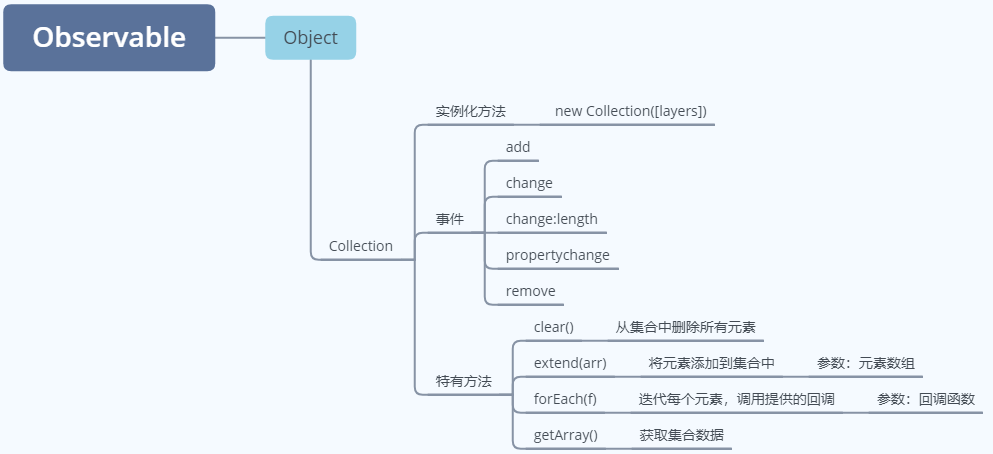 Observable
Object
实例化方法
new Collection([layers])
add
change
事件
change:length
Collection
propertychange
remove
clear()
从集合中删除所有元素
extend(arr)
将元素添加到集合中
参数：元素数组
特有方法
forEach(f)
迭代每个元素，调用提供的回调
参数：回调函数
getArray()
获取集合数据